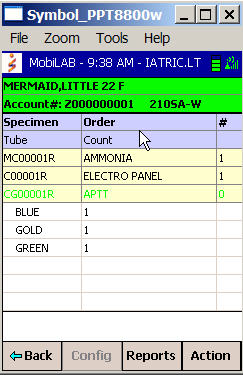 Symbol_PPT8800w
File Zoom Tools Help
MobiLAB - 9:38 AM - IATRIC.LT
MERMAID,LITTLE 22 F
Account#: Z000000001 210SA-W
Specimen Order #
Tube Count
MC00001R AMMONIA 1
C00001R ELECTRO PANEL 1
CG00001R APTT 0
BLUE 1
GOLD 1
GREEN 1
Back Config Reports Action